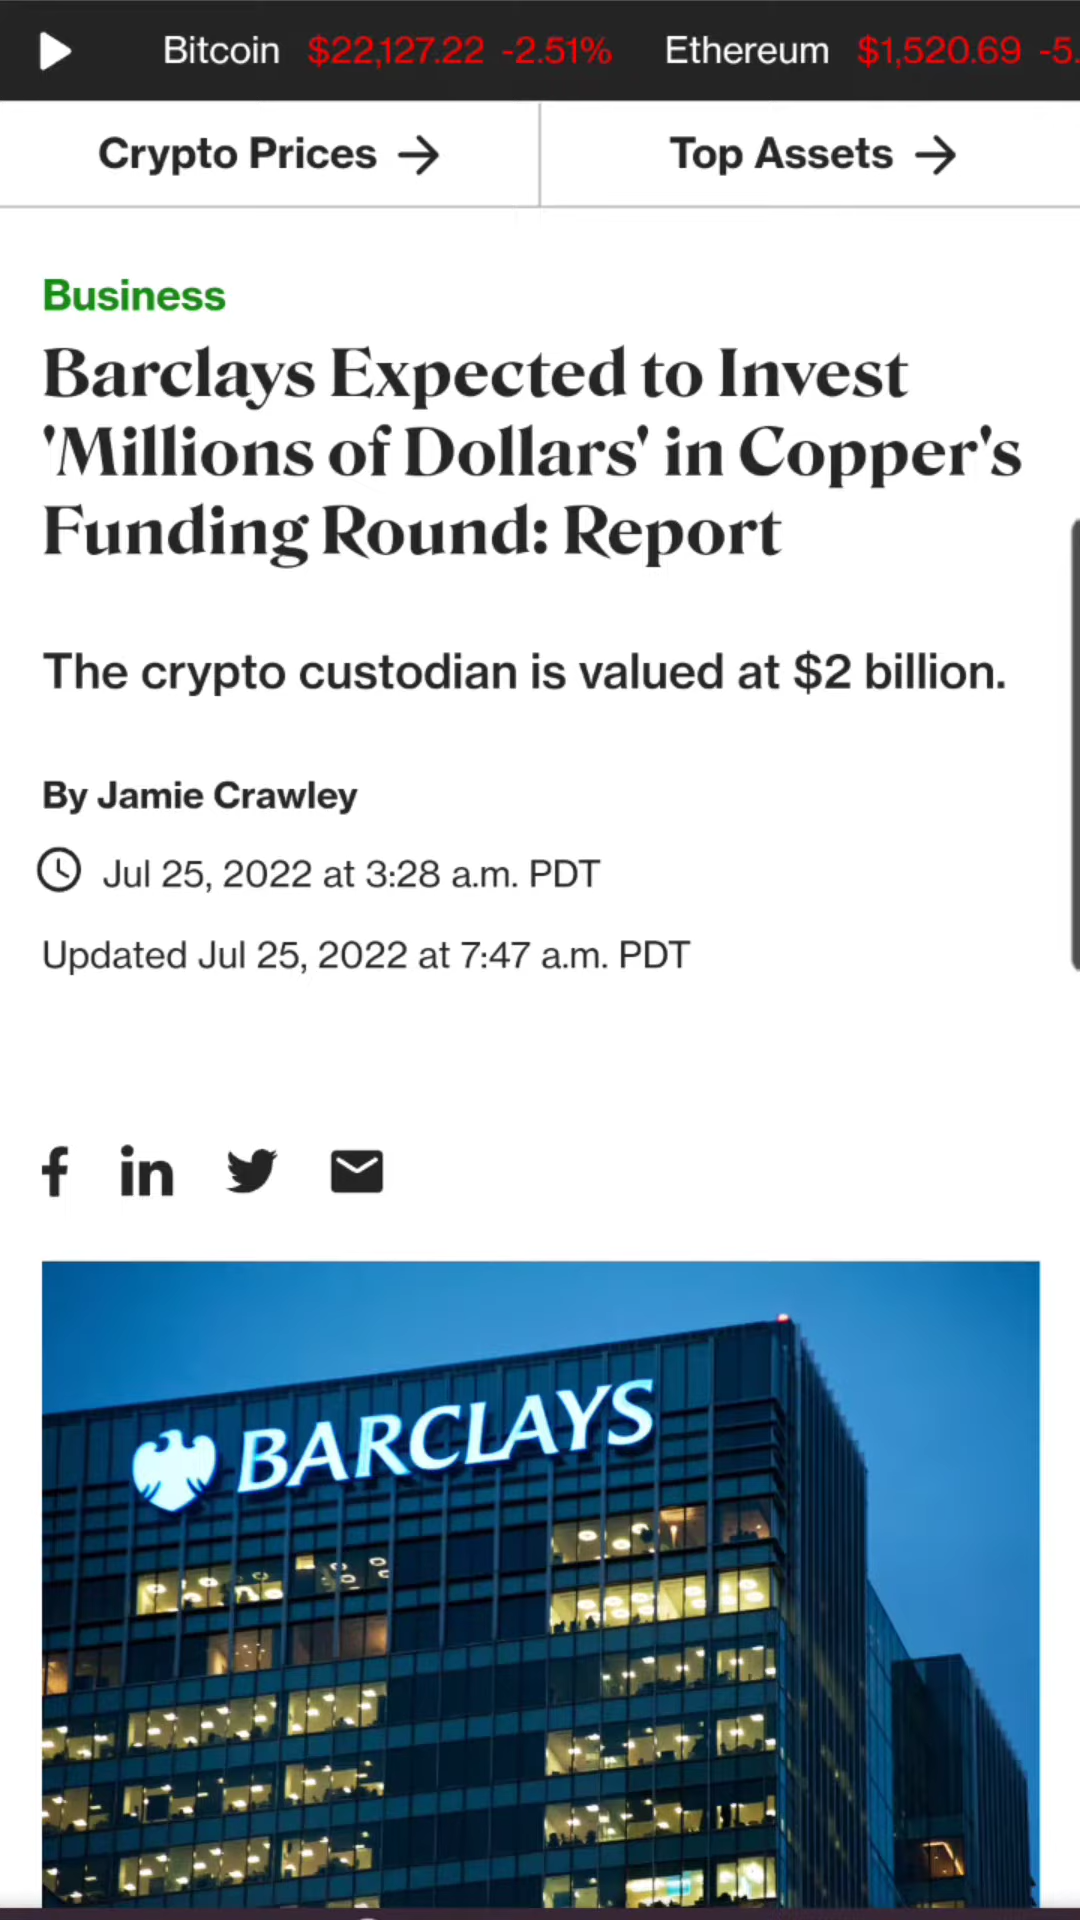 Bitcoin $22,127.22 -2.51% Ethereum $1,520.69 -5.
Crypto Prices → Top Assets →
Business
Barclays Expected to Invest
'Millions of Dollars' in Copper's
Funding Round: Report
The crypto custodian is valued at $2 billion.
By Jamie Crawley
Jul 25, 2022 at 3:28 a.m. PDT
Updated Jul 25, 2022 at 7:47 a.m. PDT
BARCLAYS